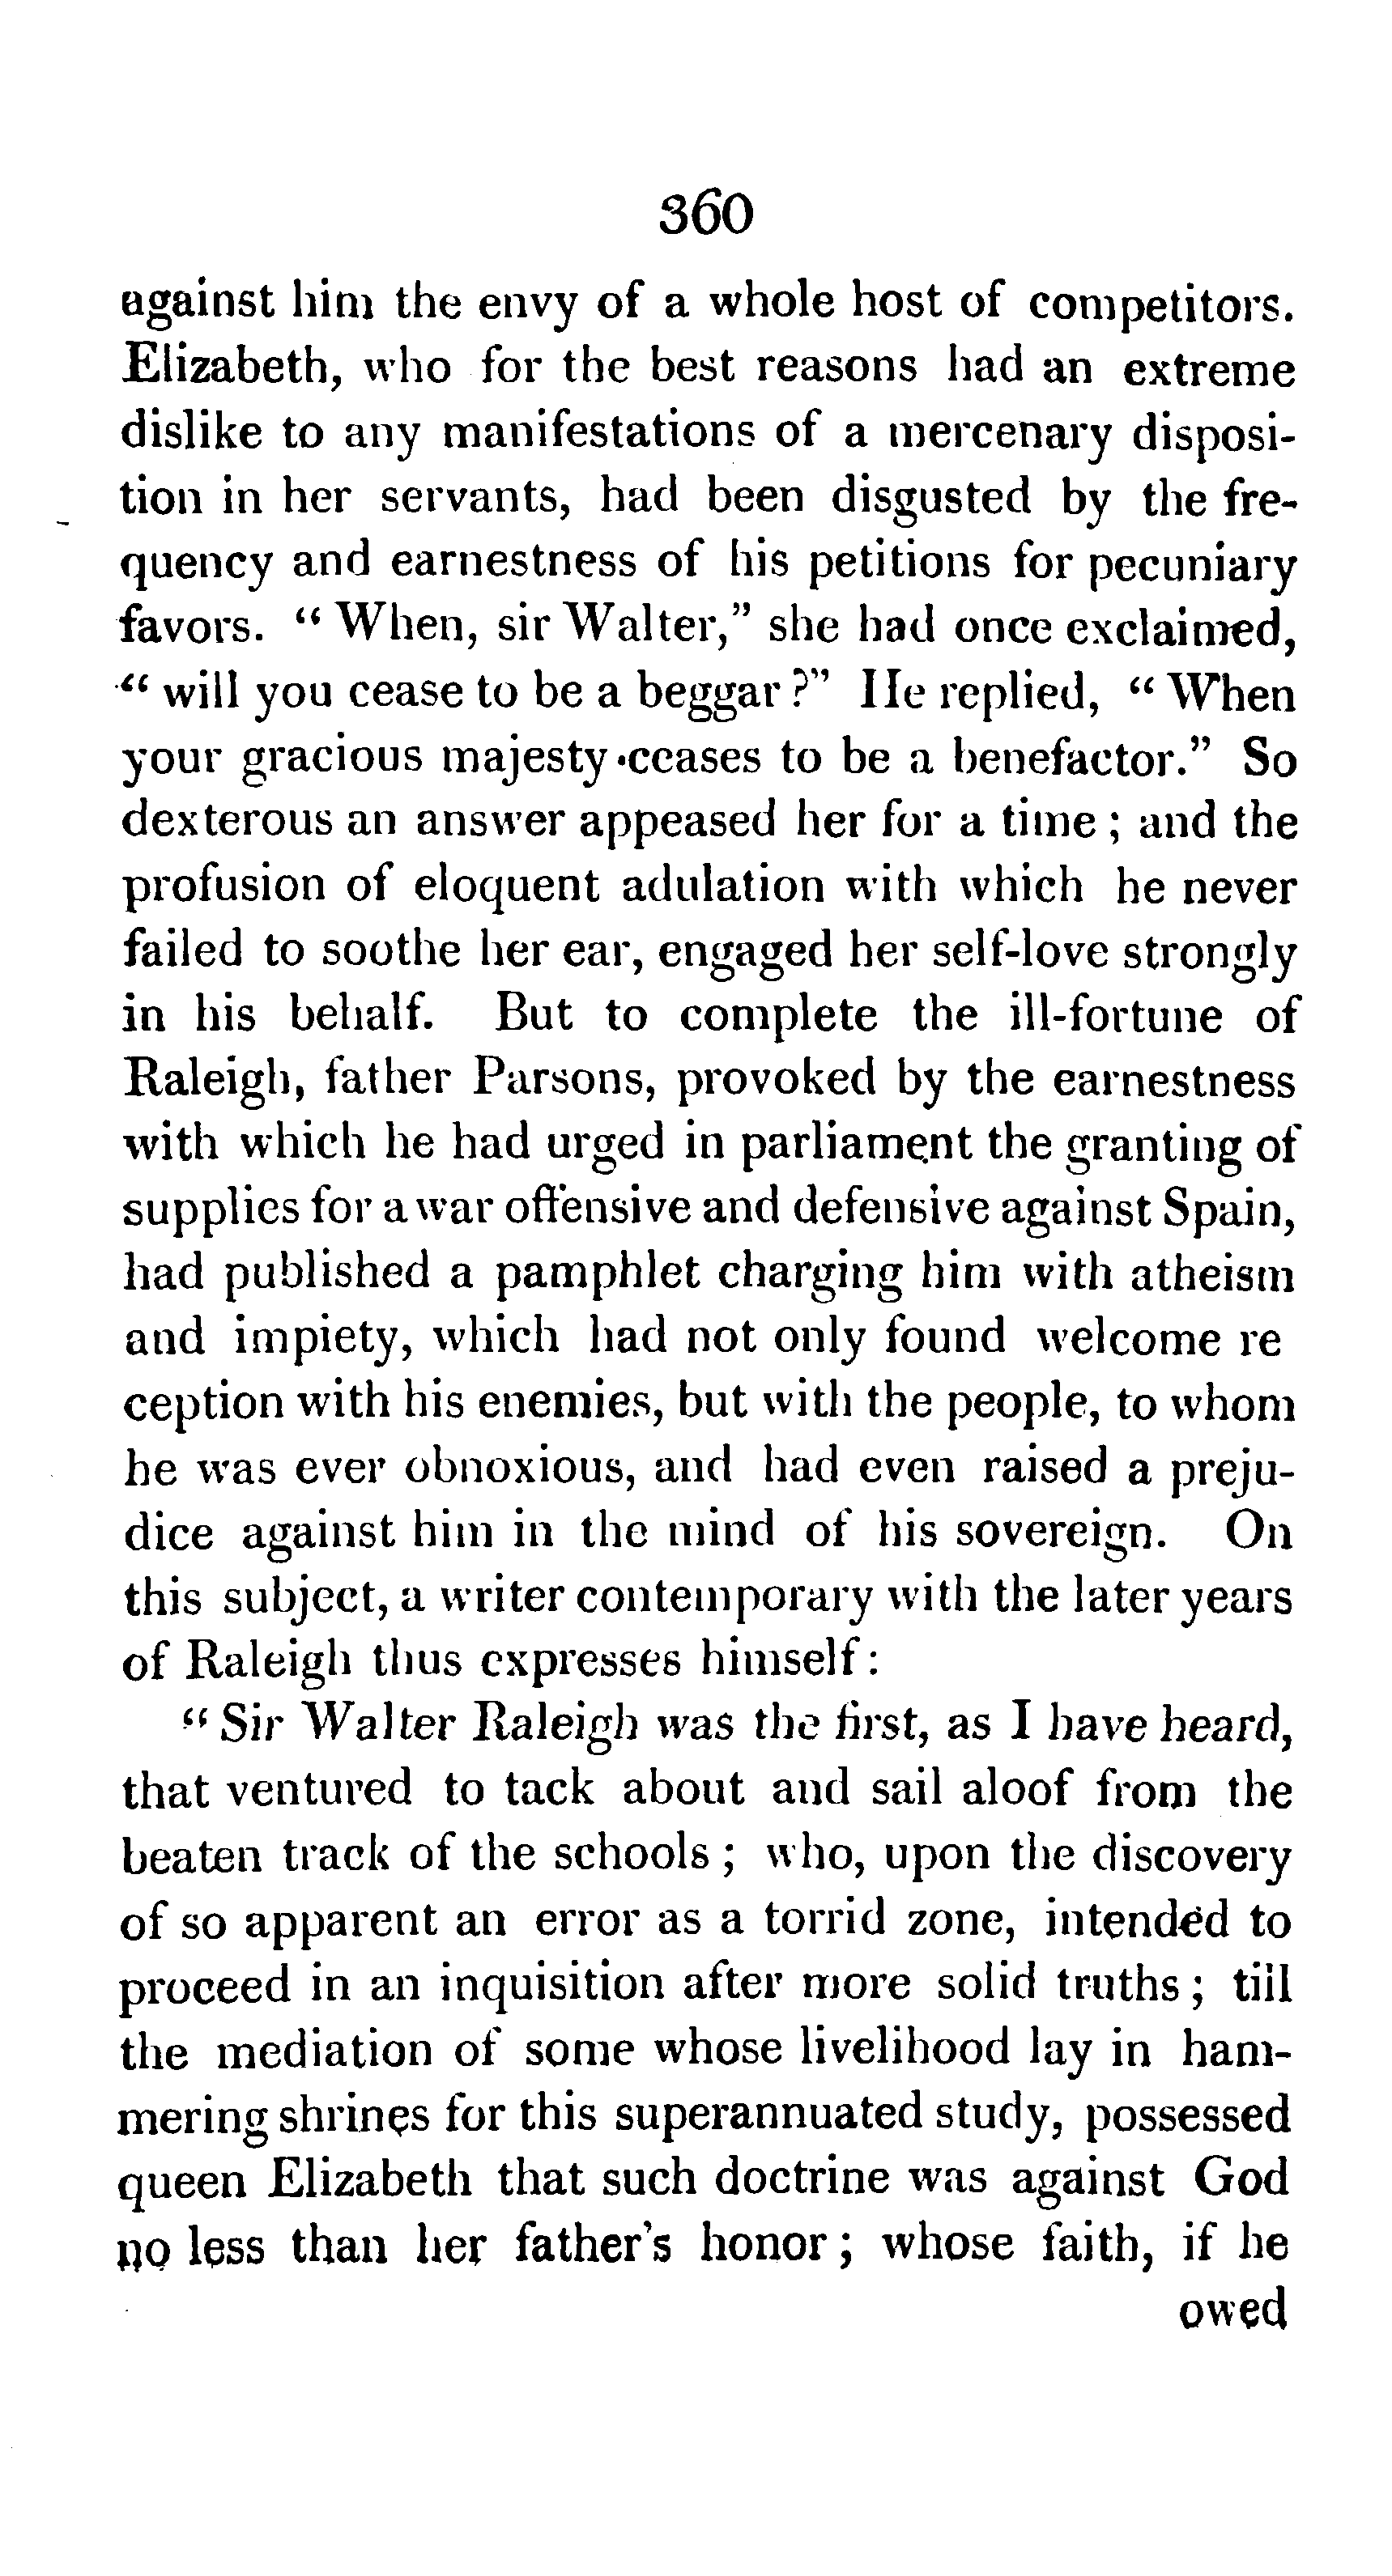 360
against him the envy of a whole host of competitors.
Elizabeth, who for the best reasons had an extreme
dislike to any manifestations of a mercenary disposi-
tion in her servants, had been disgusted by the fre-
quency and earnestness of his petitions for pecuniary
favors. “ When, sir Walter,” she had once exclaimed,
“ will you cease to be a beggar ?” He replied, “ When
your gracious majesty ceases to be a benefactor.” So
dexterous an answer appeased her for a time ; and the
profusion of eloquent adulation with which he never
failed to soothe her ear, engaged her self-love strongly
in his behalf. But to complete the ill-fortune of
Raleigh, father Parsons, provoked by the earnestness
with which he had urged in parliament the granting of
supplies for a war offensive and defensive against Spain,
had published a pamphlet charging him with atheism
and impiety, which had not only found welcome re
ception with his enemies, but with the people, to whom
he was ever obnoxious, and had even raised a preju-
dice against him in the mind of his sovereign. On
this subject, a writer contemporary with the later years
of Raleigh thus expresses himself :
“ Sir Walter Raleigh was the first, as I have heard,
that ventured to tack about and sail aloof from the
beaten track of the schools ; who, upon the discovery
of so apparent an error as a torrid zone, intended to
proceed in an inquisition after more solid truths ; till
the mediation of some whose livelihood lay in ham-
mering shrines for this superannuated study, possessed
queen Elizabeth that such doctrine was against God
no less than her father's honor ; whose faith, if he
owed